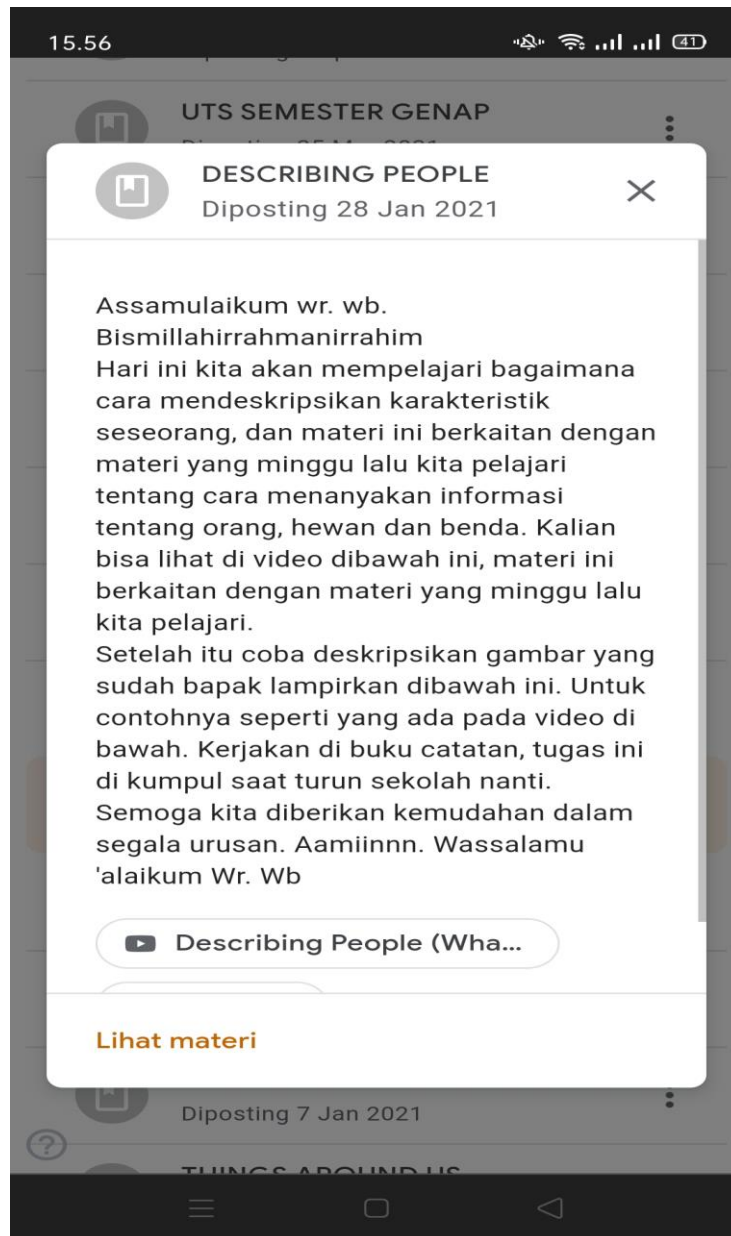 15.56
41
UTS SEMESTER GENAP
DESCRIBING PEOPLE
Diposting 28 Jan 2021
Assamulaikum wr. wb.
Bismillahirrahmanirrahim
Hari ini kita akan mempelajari bagaimana
cara mendeskripsikan karakteristik
seseorang, dan materi ini berkaitan dengan
materi yang minggu lalu kita pelajari
tentang cara menanyakan informasi
tentang orang, hewan dan benda. Kalian
bisa lihat di video dibawah ini, materi ini
berkaitan dengan materi yang minggu lalu
kita pelajari.
Setelah itu coba deskripsikan gambar yang
sudah bapak lampirkan dibawah ini. Untuk
contohnya seperti yang ada pada video di
bawah. Kerjakan di buku catatan, tugas ini
di kumpul saat turun sekolah nanti.
Semoga kita diberikan kemudahan dalam
segala urusan. Aamiinnn. Wassalamu
'alaikum Wr. Wb
Describing People (Wha...
Lihat materi
Diposting 7 Jan 2021
THINGS AROUND US